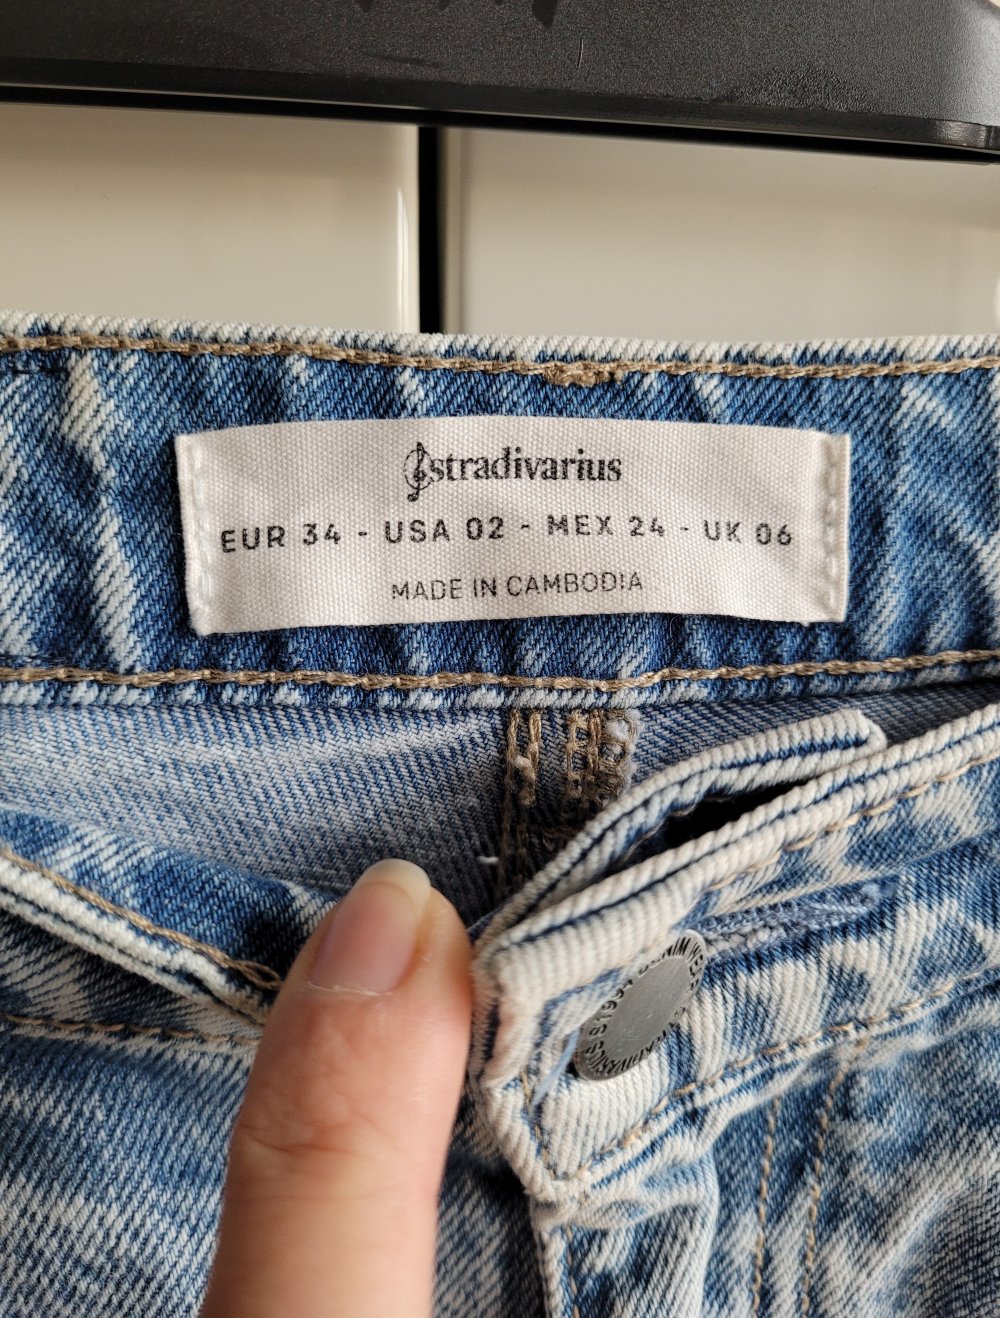 stradivarius
EUR 34 - USA 02 - MEX 24 - UK 06
MADE IN CAMBODIA